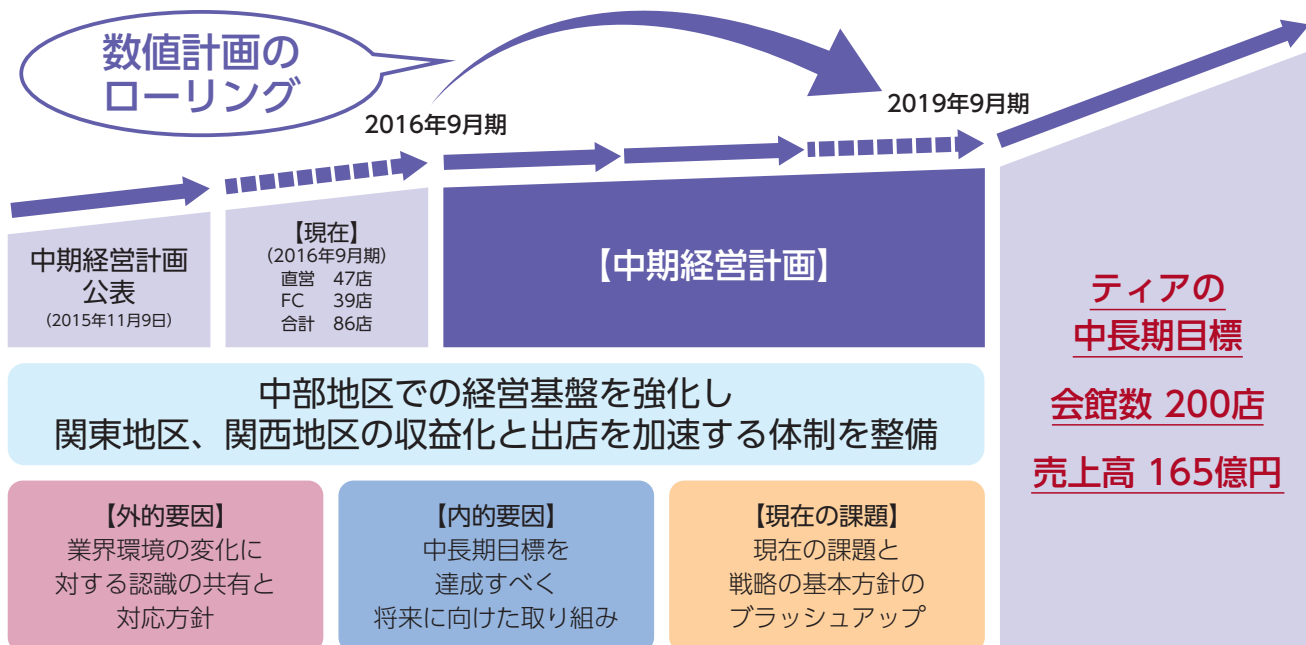 数値計画の
ローリング
2016年9月期
2019年9月期
中期経営計画
公表
(2015年11月9日)
【現在】
(2016年9月期)
直営 47店
FC 39店
合計 86店
【中期経営計画】
ティアの
中長期目標
会館数 200店
売上高 165億円
中部地区での経営基盤を強化し
関東地区、関西地区の収益化と出店を加速する体制を整備
【外的要因】
業界環境の変化に
対する認識の共有と
対応方針
【内的要因】
中長期目標を
達成すべく
将来に向けた取り組み
【現在の課題】
現在の課題と
戦略の基本方針の
ブラッシュアップ